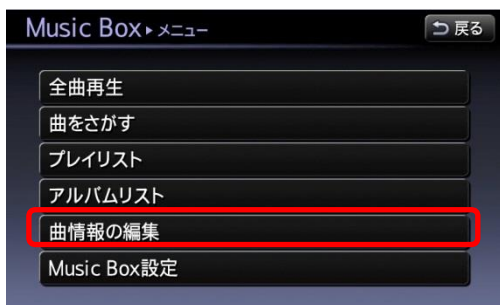 Music Box▶メニュー
戻る
全曲再生
曲をさがす
プレイリスト
アルバムリスト
曲情報の編集
Music Box設定